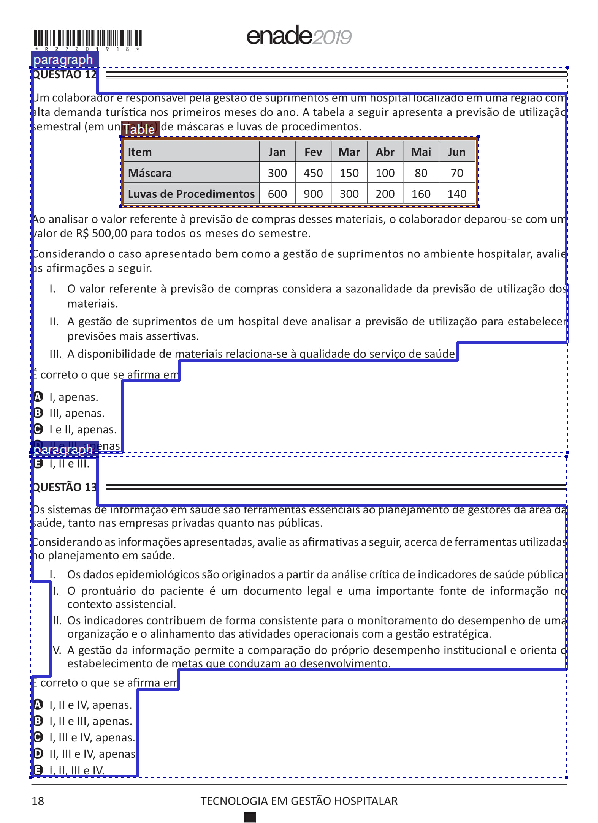 *R27201918*
enade2019
paragraph
QUESTÃO 12
Um colaborador é responsável pela gestão de suprimentos em um hospital localizado em uma região com
alta demanda turística nos primeiros meses do ano. A tabela a seguir apresenta a previsão de utilização
semestral (em un Table de máscaras e luvas de procedimentos.
Item Jan Fev Mar Abr Mai Jun
Máscara 300 450 150 100 80 70
Luvas de Procedimentos 600 900 300 200 160 140
Ao analisar o valor referente à previsão de compras desses materiais, o colaborador deparou-se com um
valor de R$ 500,00 para todos os meses do semestre.
Considerando o caso apresentado bem como a gestão de suprimentos no ambiente hospitalar, avalie
as afirmações a seguir.
I. O valor referente à previsão de compras considera a sazonalidade da previsão de utilização dos
materiais.
II. A gestão de suprimentos de um hospital deve analisar a previsão de utilização para estabelecer
previsões mais assertivas.
III. A disponibilidade de materiais relaciona-se à qualidade do serviço de saúde.
É correto o que se afirma em
A I, apenas.
B III, apenas.
C I e II, apenas.
paragraph
D II e III, apenas.
E I, II e III.
QUESTÃO 13
Os sistemas de informação em saúde são ferramentas essenciais ao planejamento de gestores da área da
saúde, tanto nas empresas privadas quanto nas públicas.
Considerando as informações apresentadas, avalie as afirmativas a seguir, acerca de ferramentas utilizadas
no planejamento em saúde.
I. Os dados epidemiológicos são originados a partir da análise crítica de indicadores de saúde pública.
II. O prontuário do paciente é um documento legal e uma importante fonte de informação no
contexto assistencial.
III. Os indicadores contribuem de forma consistente para o monitoramento do desempenho de uma
organização e o alinhamento das atividades operacionais com a gestão estratégica.
IV. A gestão da informação permite a comparação do próprio desempenho institucional e orienta o
estabelecimento de metas que conduzam ao desenvolvimento.
É correto o que se afirma em
A I, II e IV, apenas.
B I, II e III, apenas.
C I, III e IV, apenas.
D II, III e IV, apenas.
E I, II, III e IV.
18 TECNOLOGIA EM GESTÃO HOSPITALAR